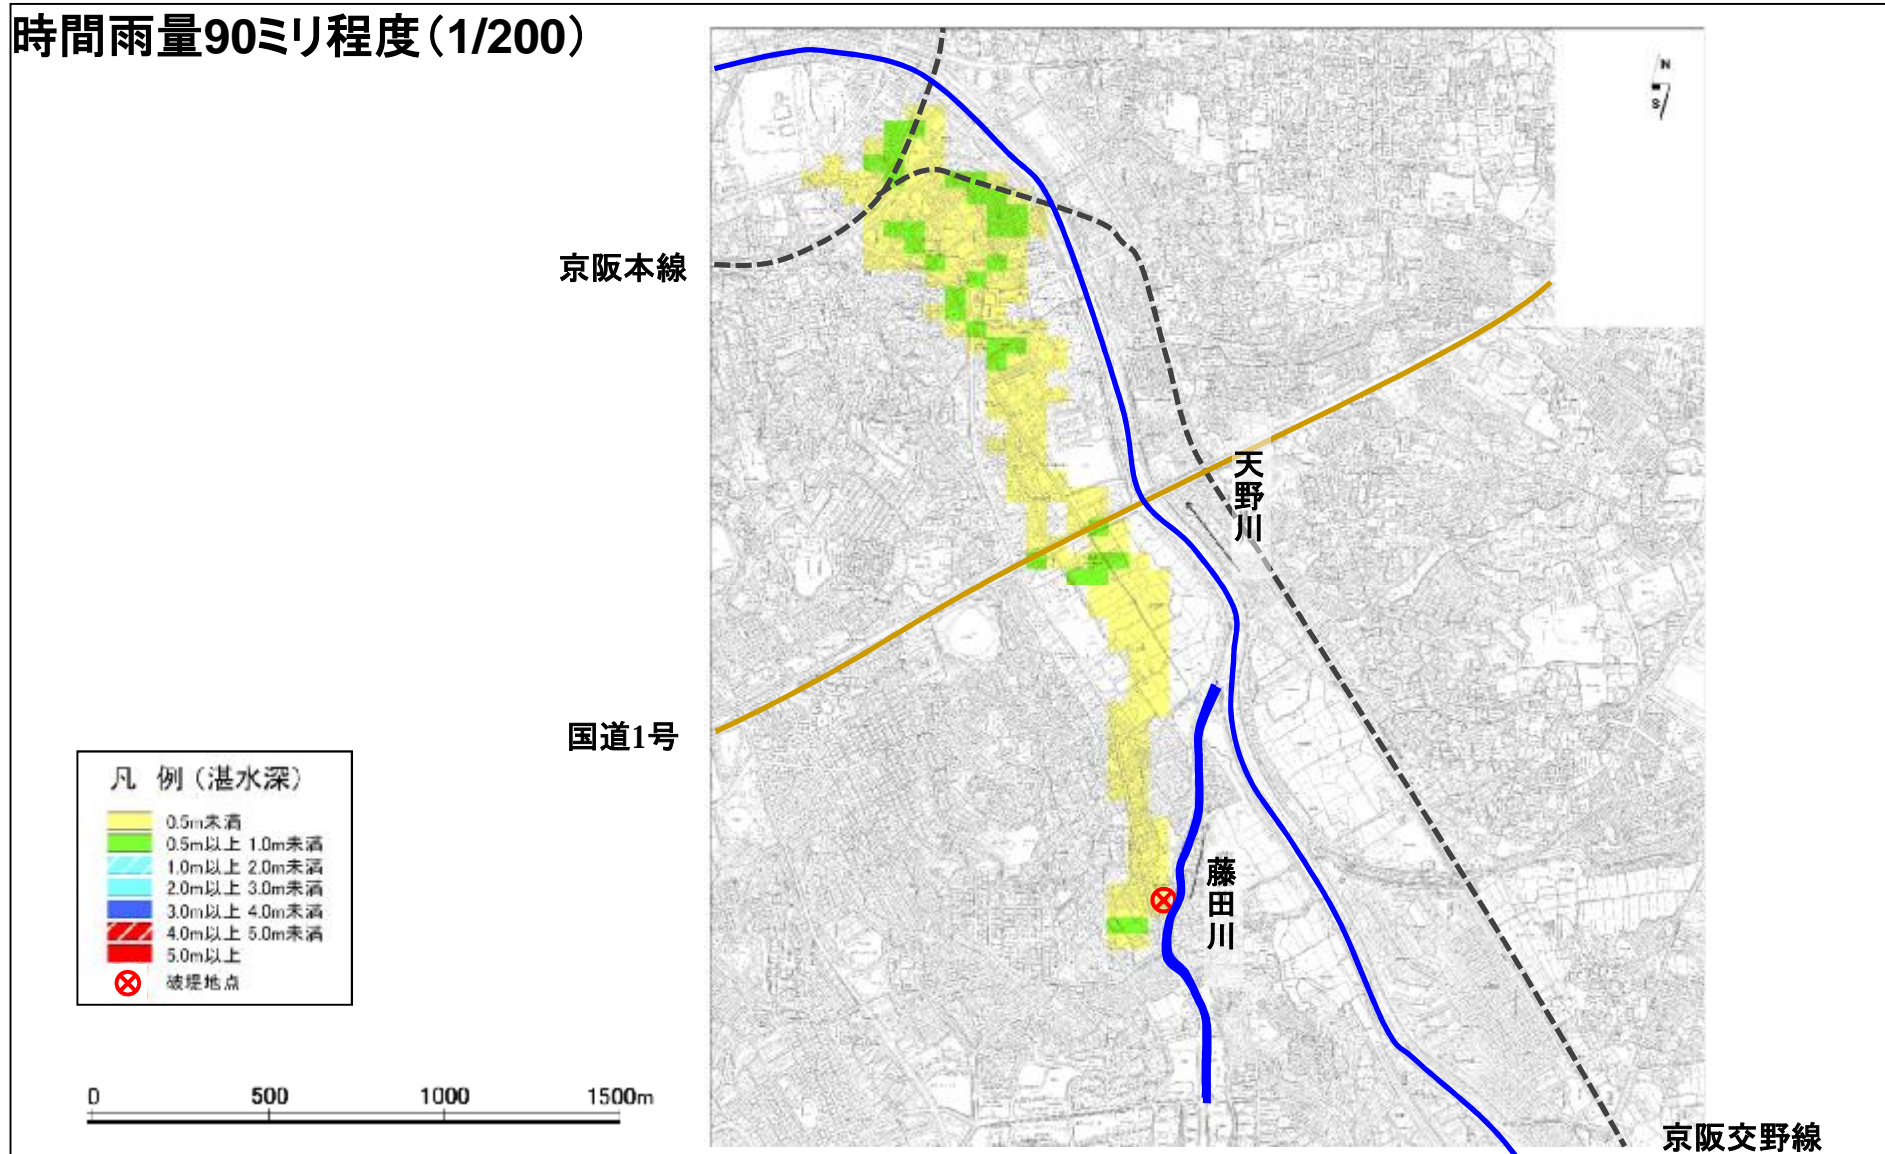 時間雨量90ミリ程度（1/200）
N
S
京阪本線
天野川
国道1号
凡　例（湛水深）
0.5m未満
0.5m以上 1.0m未満
1.0m以上 2.0m未満
2.0m以上 3.0m未満
3.0m以上 4.0m未満
4.0m以上 5.0m未満
5.0m以上
破堤地点
藤田川
0 500 1000 1500m
京阪交野線